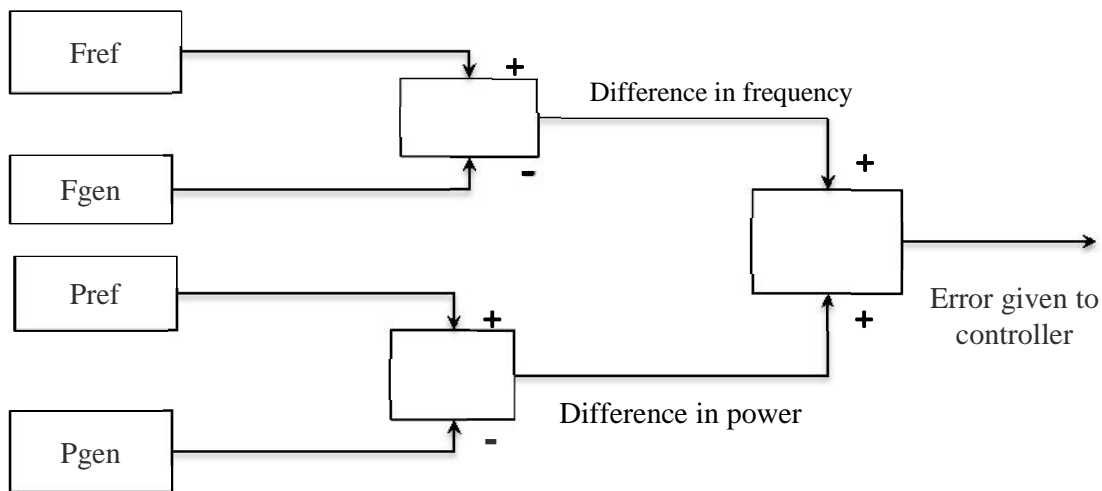 Fref
+
Difference in frequency
Fgen
-
+
Pref
Error given to
controller
+
+
Difference in power
Pgen
-